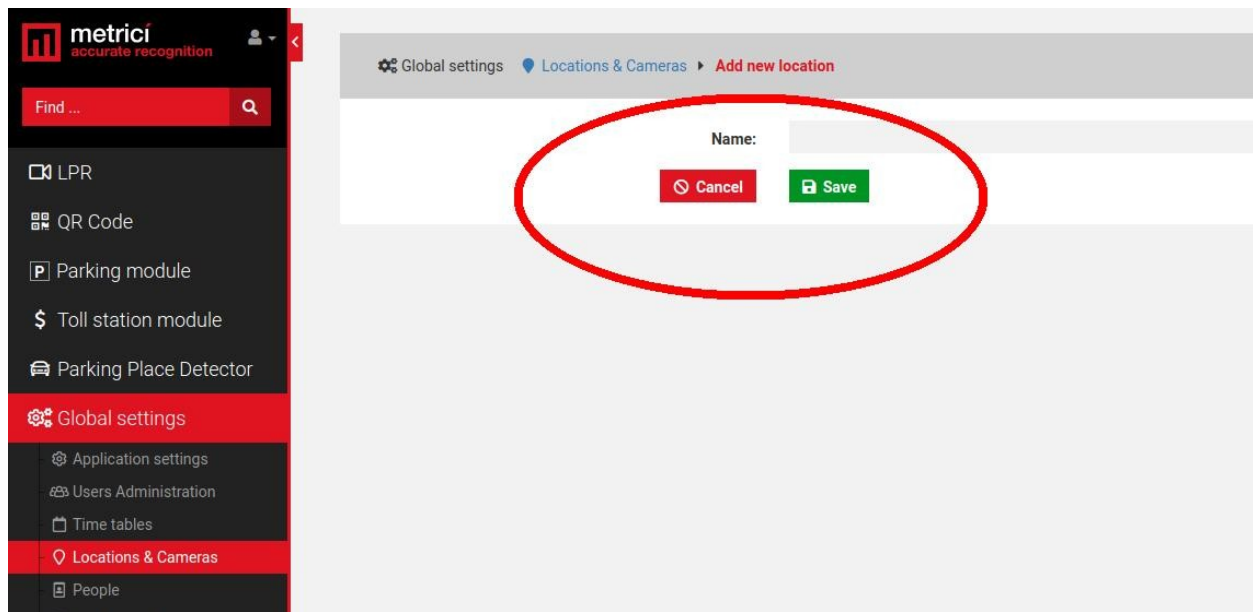 metrici
accurate recognition
Find ...
LPR
QR Code
P Parking module
$ Toll station module
Parking Place Detector
Global settings
Application settings
Users Administration
Time tables
Locations & Cameras
People
Global settings Locations & Cameras Add new location
Name:
Cancel Save